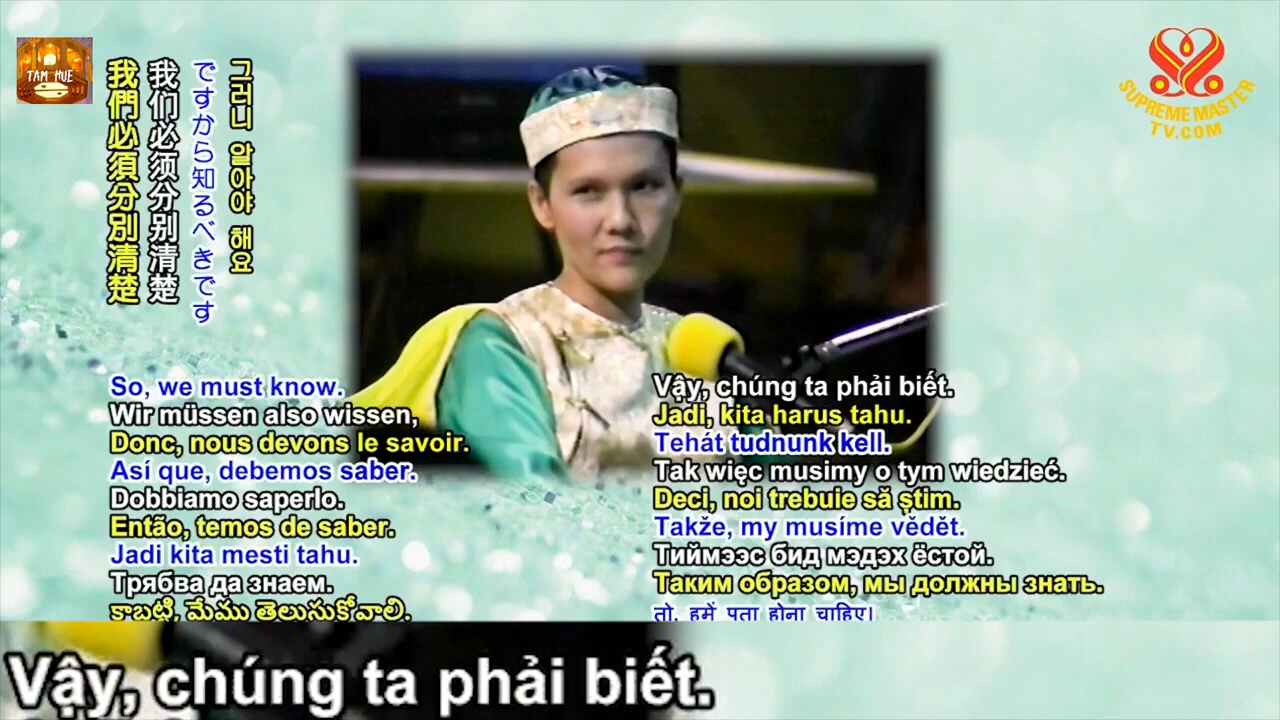 TAM HUE
我們必須分別清楚
我们必须分别清楚
ですから知るべきです
그러니 알아야 해요
SUPREME MASTER
TV.COM
So, we must know.
Wir müssen also wissen,
Donc, nous devons le savoir.
Así que, debemos saber.
Dobbiamo saperlo.
Então, temos de saber.
Jadi kita mesti tahu.
Трябва да знаем.
కాబట్టి, మేము తెలుసుకోవాలి.
Vậy, chúng ta phải biết.
Jadi, kita harus tahu.
Tehát tudnunk kell.
Tak więc musimy o tym wiedzieć.
Deci, noi trebuie să știm.
Takže, my musíme vědět.
Тиймээс бид мэдэх ёстой.
Таким образом, мы должны знать.
तो, हमें पता होना चाहिए।
Vậy, chúng ta phải biết.